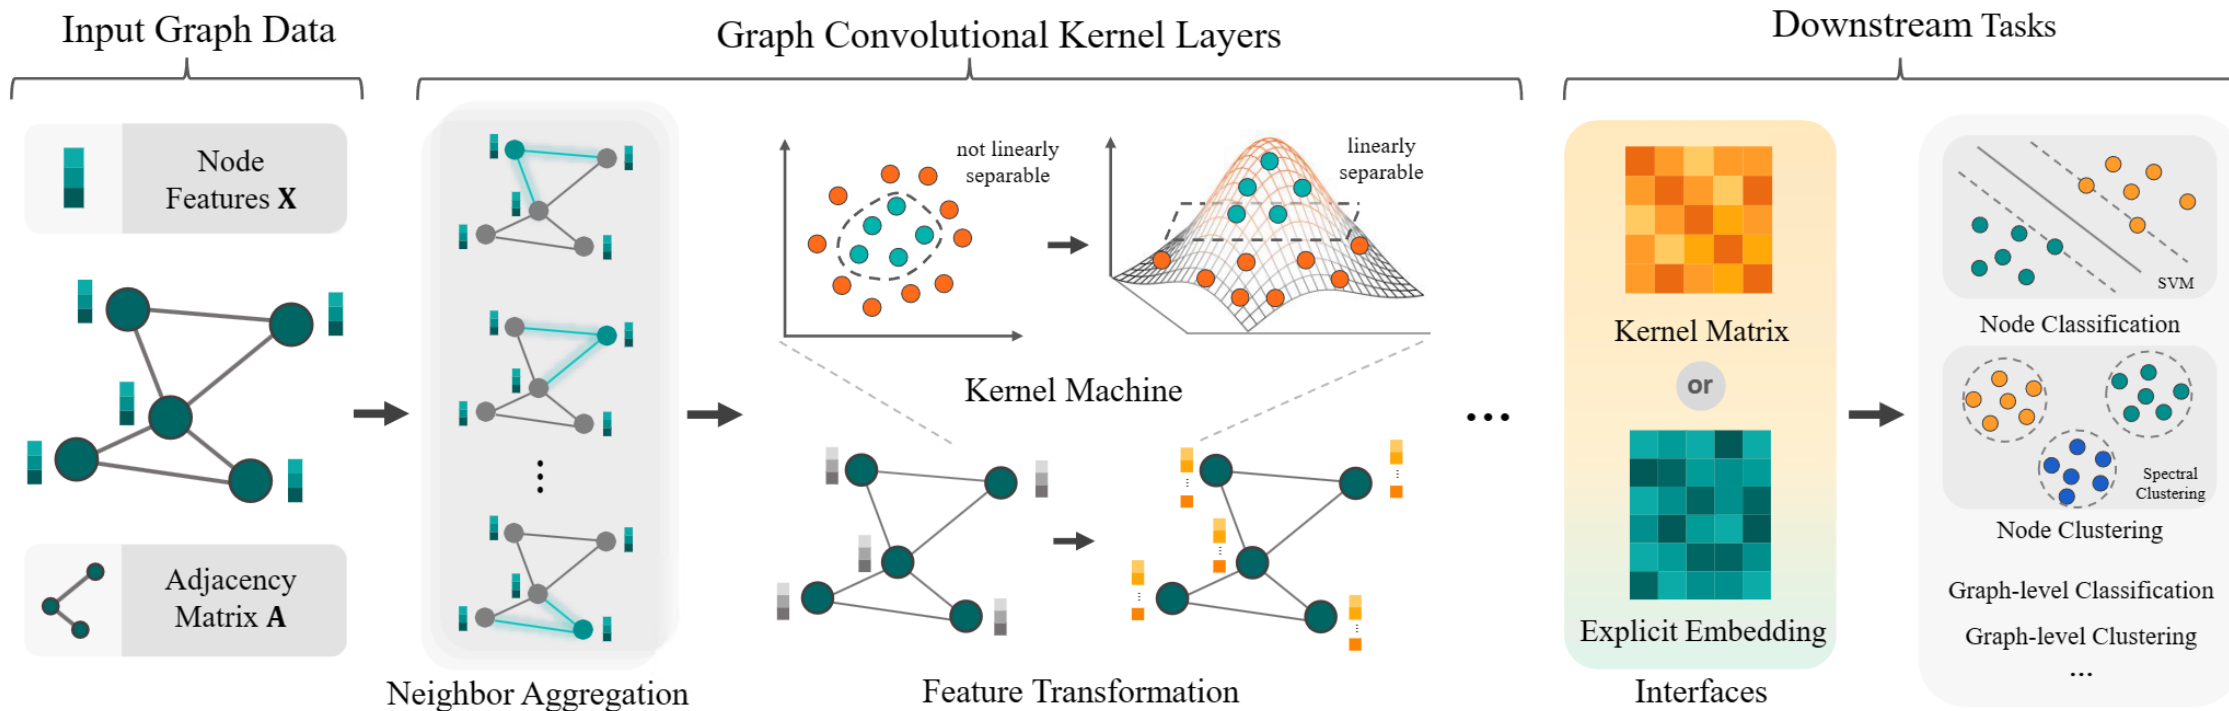 Input Graph Data
Graph Convolutional Kernel Layers
Downstream Tasks
Node
Features X
Adjacency
Matrix A
Neighbor Aggregation
not linearly
separable
linearly
separable
Kernel Machine
Feature Transformation
...
Kernel Matrix
or
Explicit Embedding
Interfaces
SVM
Node Classification
Spectral
Clustering
Node Clustering
Graph-level Classification
Graph-level Clustering
...